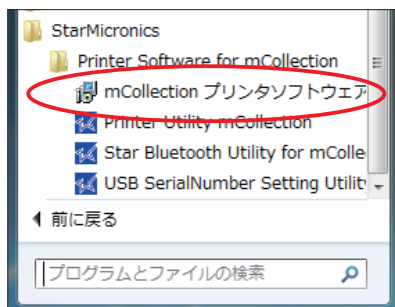 StarMicronics
Printer Software for mCollection
mCollection プリンタソフトウェア
Printer Utility mCollection
Star Bluetooth Utility for mColle
USB SerialNumber Setting Utilit
前に戻る
プログラムとファイルの検索